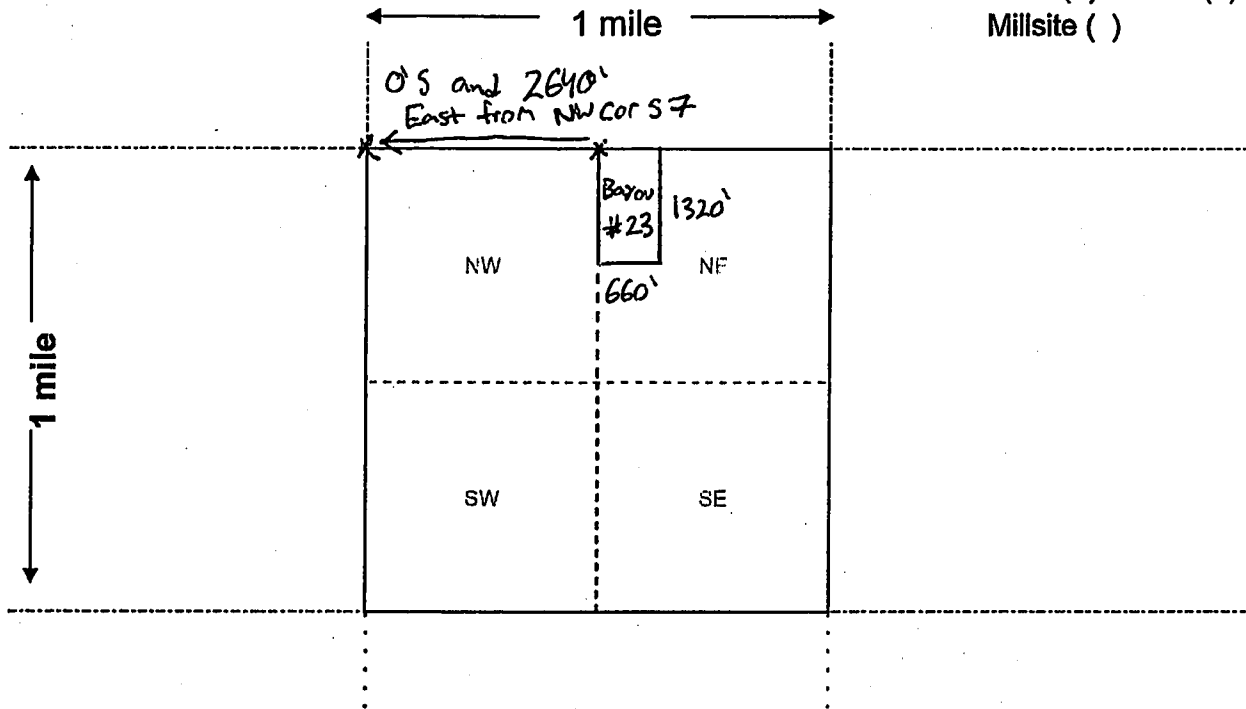 1 mile
Millsite ( )
0' S and 2640'
East from NW Cor S 7
Bayou
#23
1320'
NW
NE
660'
1 mile
SW
SE